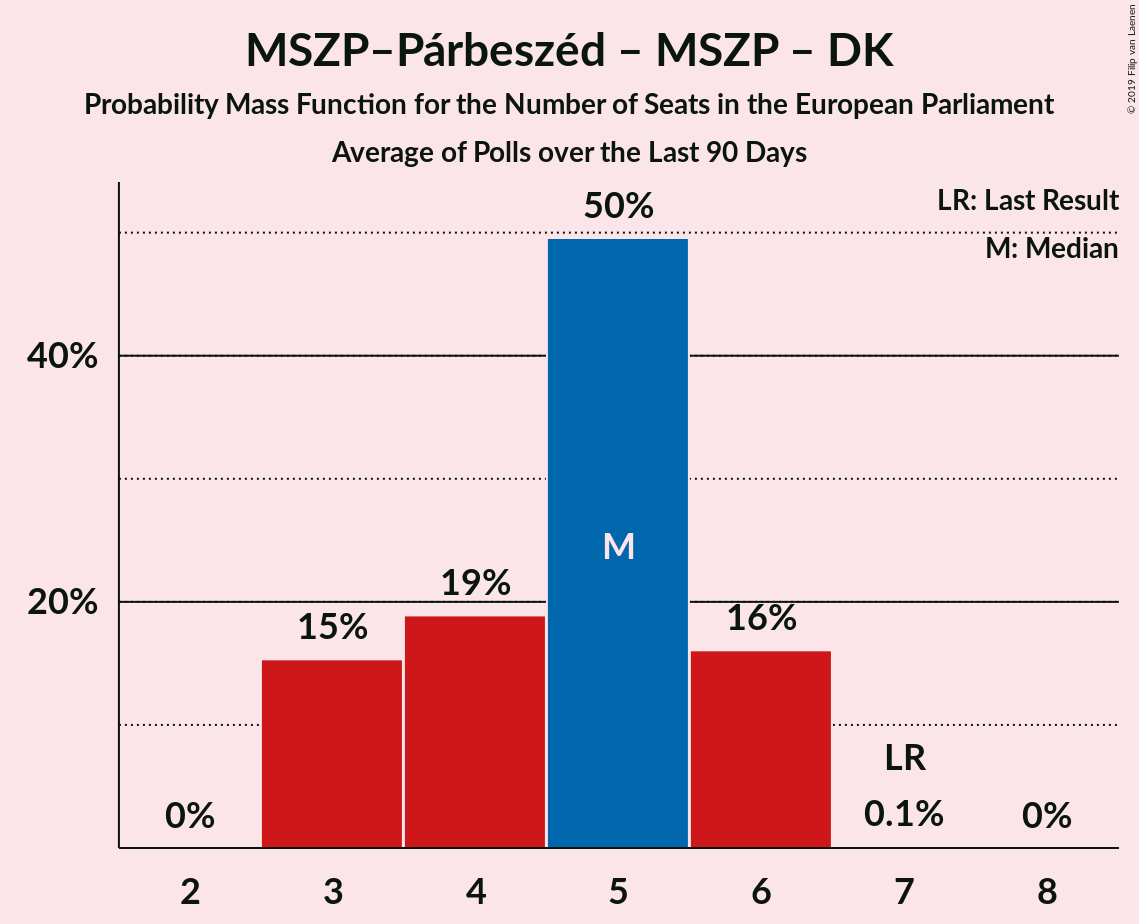 MSZP–Párbeszéd – MSZP – DK
Probability Mass Function for the Number of Seats in the European Parliament
Average of Polls over the Last 90 Days
© 2019 Filip van Laenen
LR: Last Result
M: Median
50%
40%
M
19%
20%
15%
16%
LR
0%
0.1%
0%
2 3 4 5 6 7 8